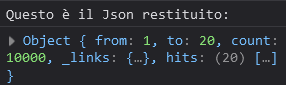 Questo è il Json restituito:
▶ Object { from: 1, to: 20, count:
10000, _links: {…}, hits: (20) […]
}